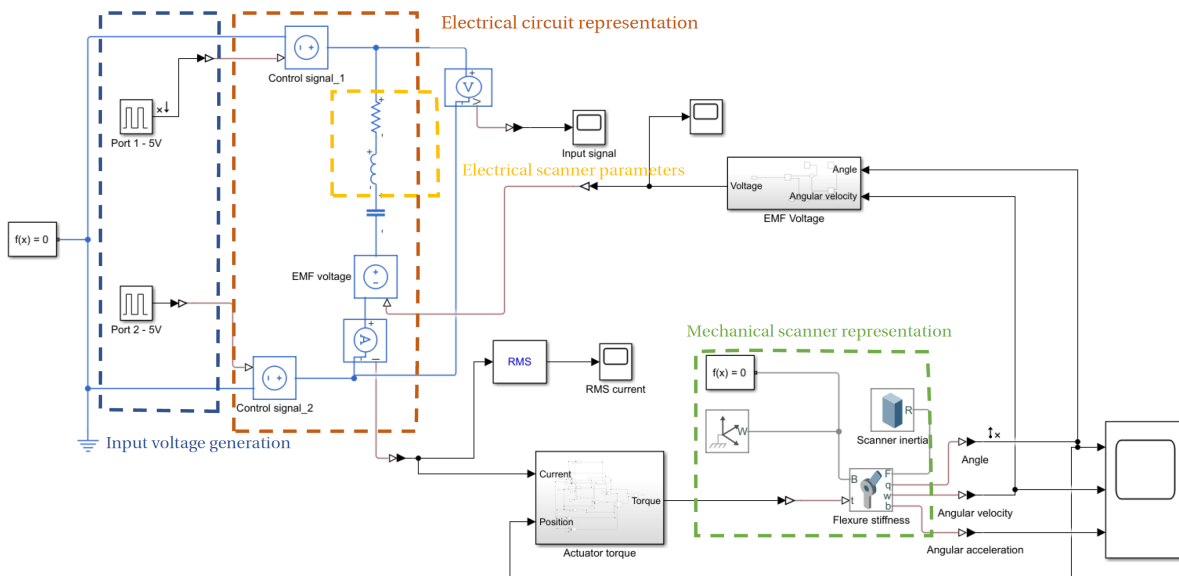 Electrical circuit representation
Control signal_1
Port 1 - 5V
V
Input signal
Electrical scanner parameters
Voltage
Angle
Angular velocity
EMF Voltage
f(x) = 0
EMF voltage
Port 2 - 5V
A
I
Control signal_2
Input voltage generation
RMS
RMS current
Mechanical scanner representation
f(x) = 0
W
R
Scanner inertia
B
F
q
w
b
t
Flexure stiffness
Angle
Angular velocity
Angular acceleration
Current
Position
Torque
Actuator torque